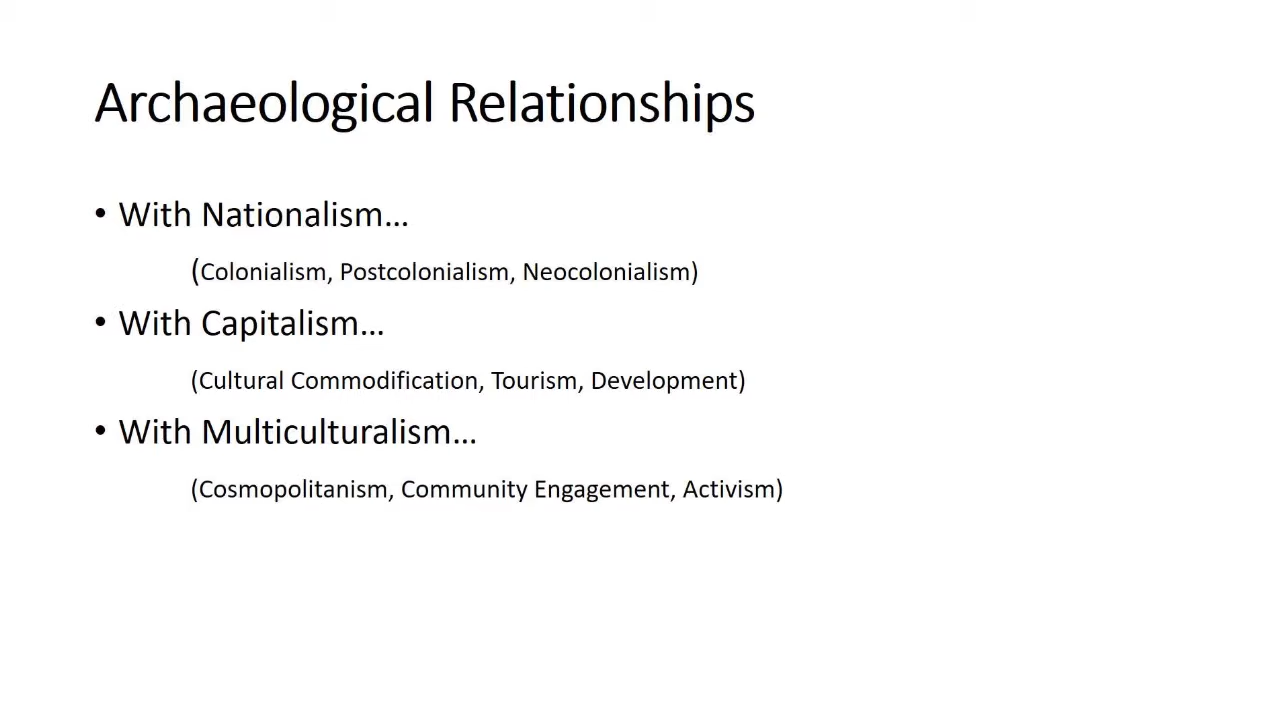 Archaeological Relationships
• With Nationalism...
(Colonialism, Postcolonialism, Neocolonialism)
• With Capitalism...
(Cultural Commodification, Tourism, Development)
• With Multiculturalism...
(Cosmopolitanism, Community Engagement, Activism)